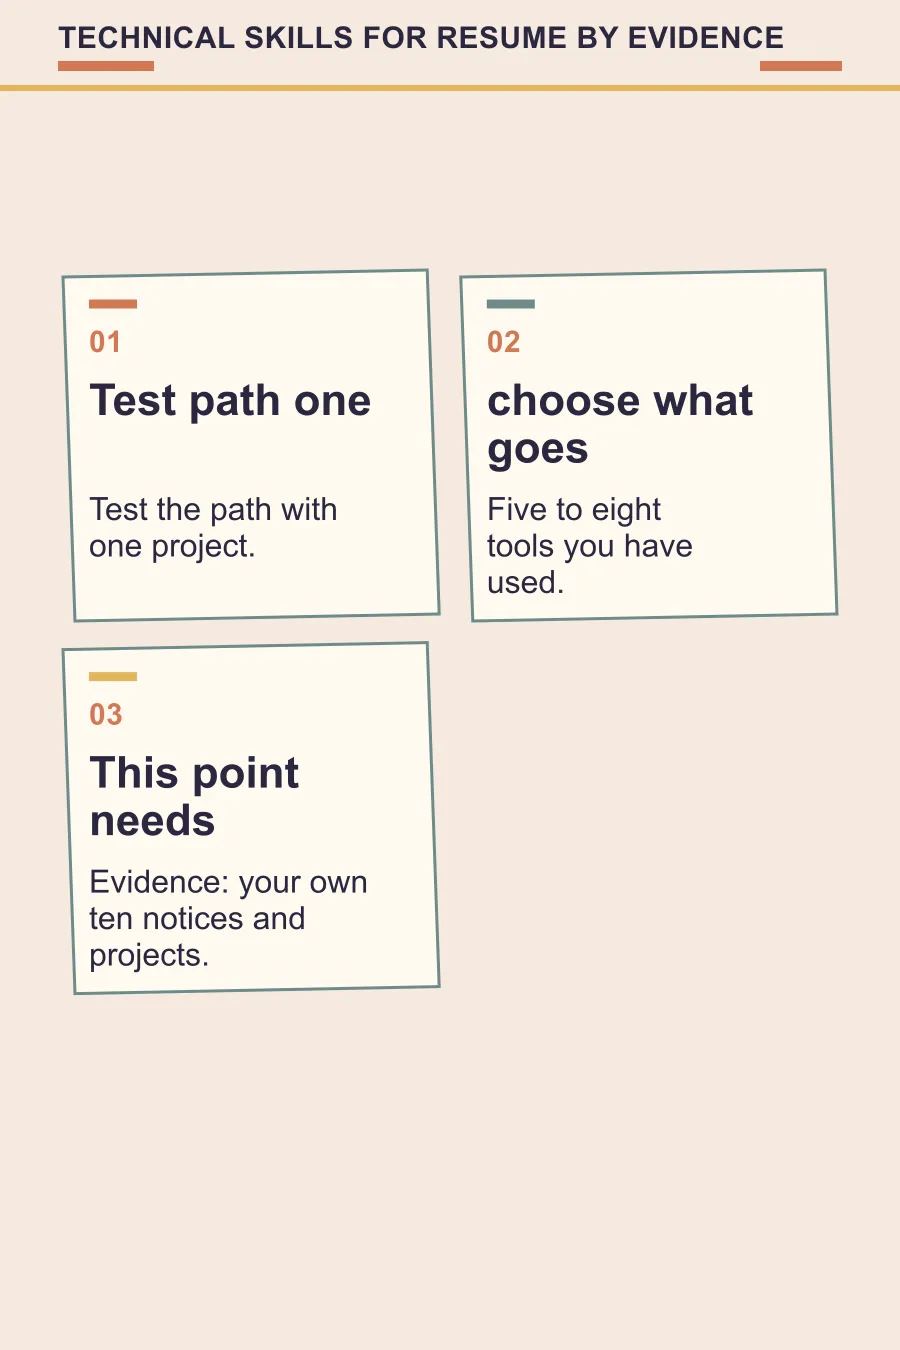 TECHNICAL SKILLS FOR RESUME BY EVIDENCE
01
Test path one
Test the path with
one project.
02
choose what
goes
Five to eight
tools you have
used.
03
This point
needs
Evidence: your own
ten notices and
projects.